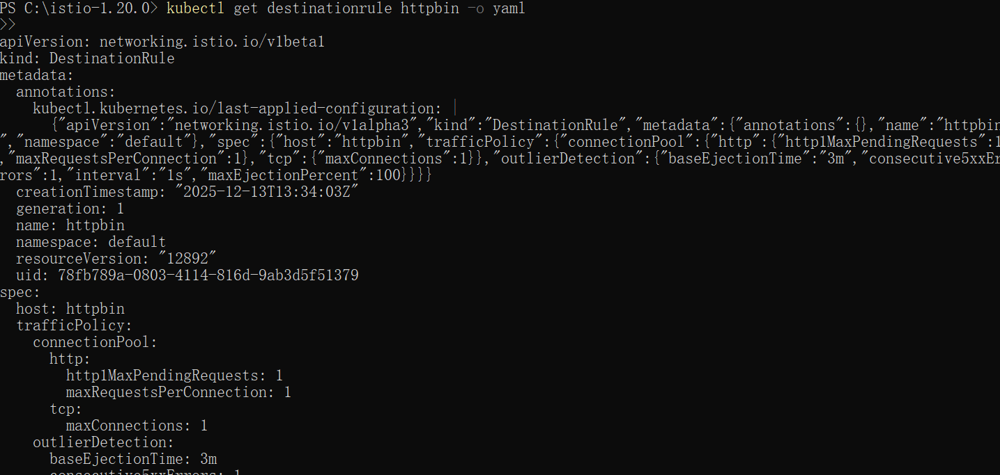 PS C:\istio-1.20.0> kubectl get destinationrule httpbin -o yaml
>>
apiVersion: networking.istio.io/v1beta1
kind: DestinationRule
metadata:
  annotations:
    kubectl.kubernetes.io/last-applied-configuration: |
      {"apiVersion":"networking.istio.io/v1alpha3","kind":"DestinationRule","metadata":{"annotations":{},"name":"httpbin
","namespace":"default"},"spec":{"host":"httpbin","trafficPolicy":{"connectionPool":{"http":{"http1MaxPendingRequests":1
,"maxRequestsPerConnection":1},"tcp":{"maxConnections":1}},"outlierDetection":{"baseEjectionTime":"3m","consecutive5xxEr
rors":1,"interval":"1s","maxEjectionPercent":100}}}}
  creationTimestamp: "2025-12-13T13:34:03Z"
  generation: 1
  name: httpbin
  namespace: default
  resourceVersion: "12892"
  uid: 78fb789a-0803-4114-816d-9ab3d5f51379
spec:
  host: httpbin
  trafficPolicy:
    connectionPool:
      http:
        http1MaxPendingRequests: 1
        maxRequestsPerConnection: 1
      tcp:
        maxConnections: 1
    outlierDetection:
      baseEjectionTime: 3m
      consecutive5xxErrors: 1